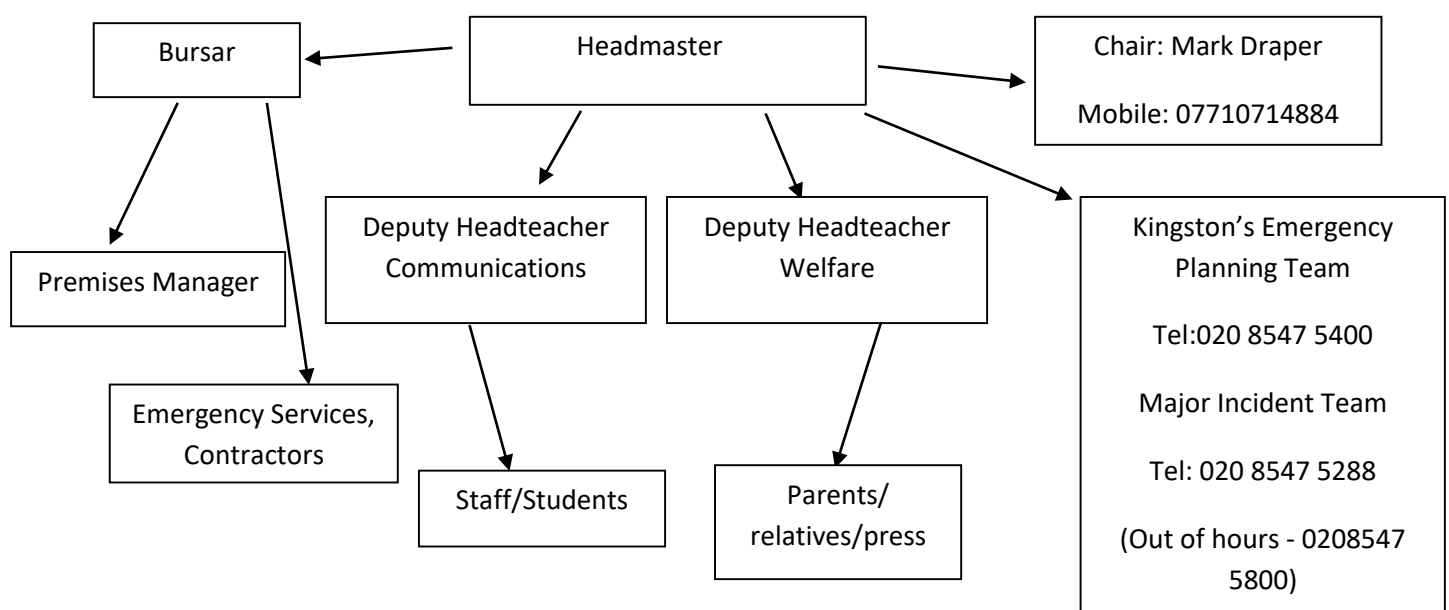 Bursar
Headmaster
Chair: Mark Draper
Mobile: 07710714884
Deputy Headteacher
Communications
Deputy Headteacher
Welfare
Kingston’s Emergency
Planning Team
Tel:020 8547 5400
Major Incident Team
Tel: 020 8547 5288
(Out of hours - 0208547
5800)
Premises Manager
Emergency Services,
Contractors
Staff/Students
Parents/
relatives/press